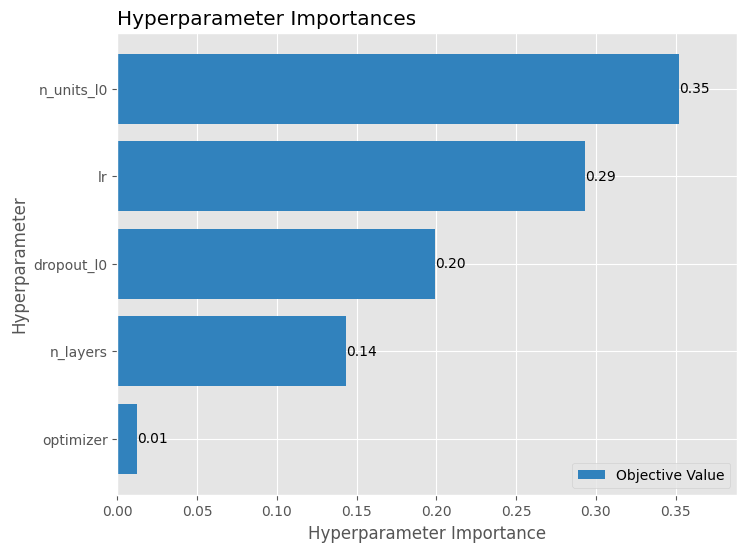 Hyperparameter Importances
Hyperparameter
n_units_l0
0.35
lr
0.29
dropout_l0
0.20
n_layers
0.14
optimizer
0.01
Objective Value
0.00 0.05 0.10 0.15 0.20 0.25 0.30 0.35
Hyperparameter Importance